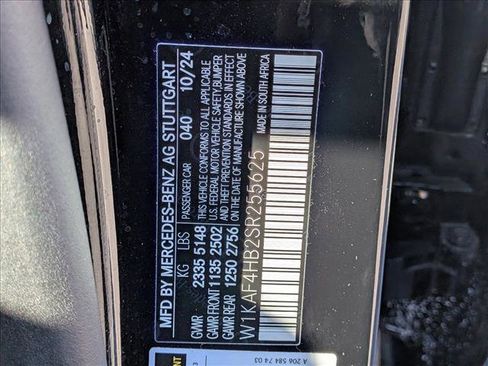 MFD BY MERCEDES-BENZ AG STUTTGART
KG LBS PASSENGER CAR 040 10/24
GVWR 2335 5148
GAWR FRONT 1135 2502
GAWR REAR 1250 2756
THIS VEHICLE CONFORMS TO ALL APPLICABLE
U.S. FEDERAL MOTOR VEHICLE SAFETY, BUMPER
AND THEFT PREVENTION STANDARDS IN EFFECT
ON THE DATE OF MANUFACTURE SHOWN ABOVE
W1KAF4HB2SR255625
MADE IN SOUTH AFRICA
A 206 584 74 03